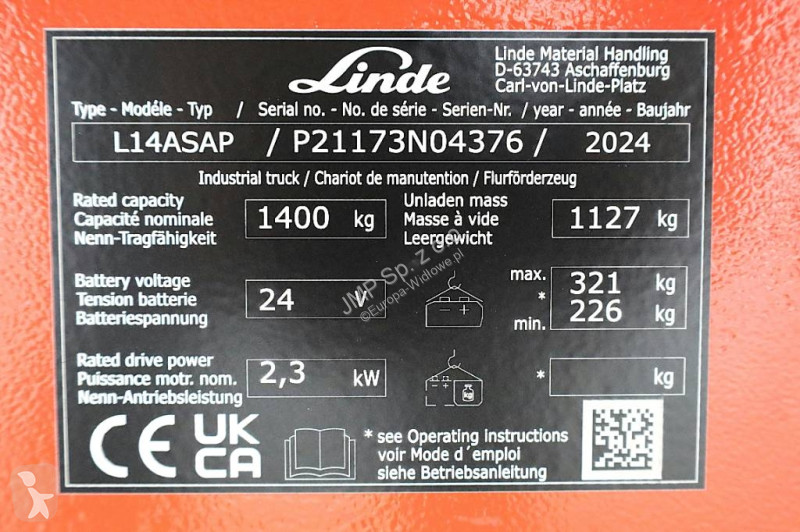 Linde
Linde Material Handling
D-63743 Aschaffenburg
Carl-von-Linde-Platz
Type - Modéle - Typ / Serial no. - No. de série - Serien-Nr. / year - année - Baujahr
L14ASAP / P21173N04376 / 2024
Industrial truck / Chariot de manutention / Flurförderzeug
Rated capacity
Capacité nominale
Nenn-Tragfähigkeit
1400 kg
Unladen mass
Masse à vide
Leergewicht
1127 kg
Battery voltage
Tension batterie
Batteriespannung
24 V
max. 321 kg
*
min. 226 kg
Rated drive power
Puissance motr. nom.
Nenn-Antriebsleistung
2,3 kW
kg
* kg
CE
UK
CA
* see Operating instructions
voir Mode d´emploi
siehe Betriebsanleitung
JMP Sp. z o.o.
©Europa-Widlowe.pl